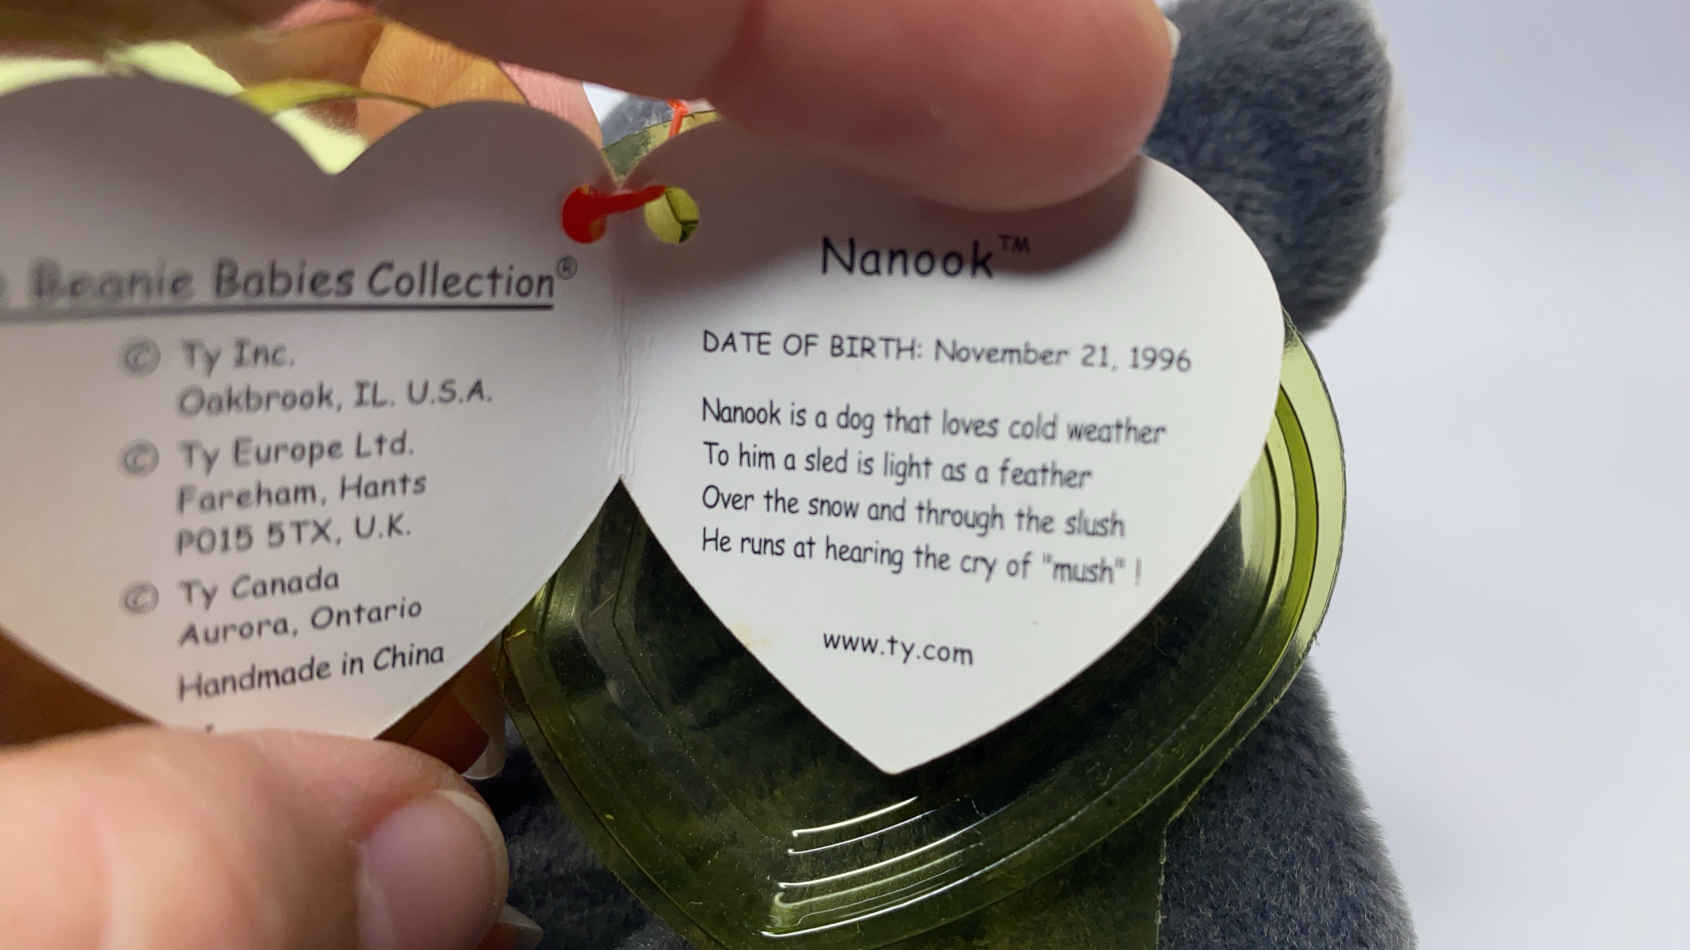 Beanie Babies Collection®
© Ty Inc.
Oakbrook, IL. U.S.A.
© Ty Europe Ltd.
Fareham, Hants
PO15 5TX, U.K.
© Ty Canada
Aurora, Ontario
Handmade in China
Nanook™
DATE OF BIRTH: November 21, 1996
Nanook is a dog that loves cold weather
To him a sled is light as a feather
Over the snow and through the slush
He runs at hearing the cry of "mush" !
www.ty.com